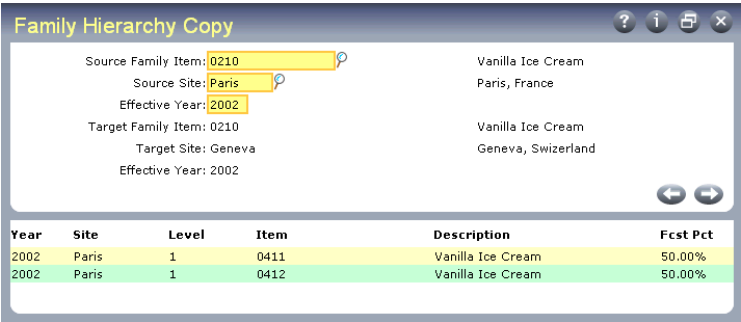 Family Hierarchy Copy
Source Family Item: 0210 Vanilla Ice Cream
Source Site: Paris Paris, France
Effective Year: 2002
Target Family Item: 0210 Vanilla Ice Cream
Target Site: Geneva Geneva, Swizerland
Effective Year: 2002
Year Site Level Item Description Fcst Pct
2002 Paris 1 0411 Vanilla Ice Cream 50.00%
2002 Paris 1 0412 Vanilla Ice Cream 50.00%